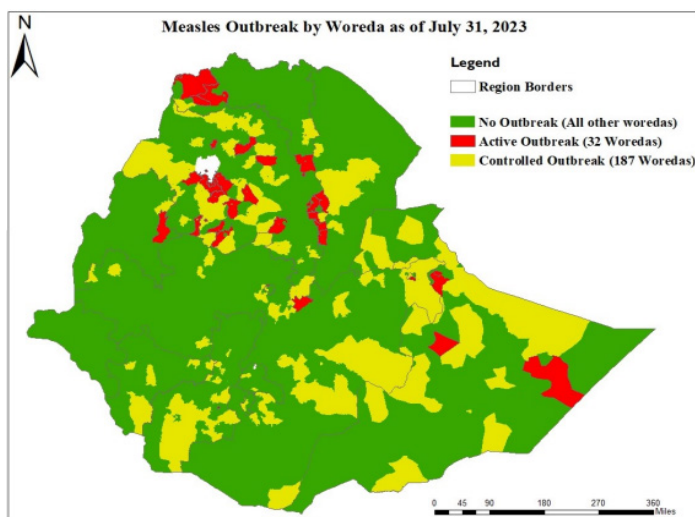 Measles Outbreak by Woreda as of July 31, 2023
N
Legend
Region Borders
No Outbreak (All other woredas)
Active Outbreak (32 Woredas)
Controlled Outbreak (187 Woredas)
0 45 90 180 270 360
Miles